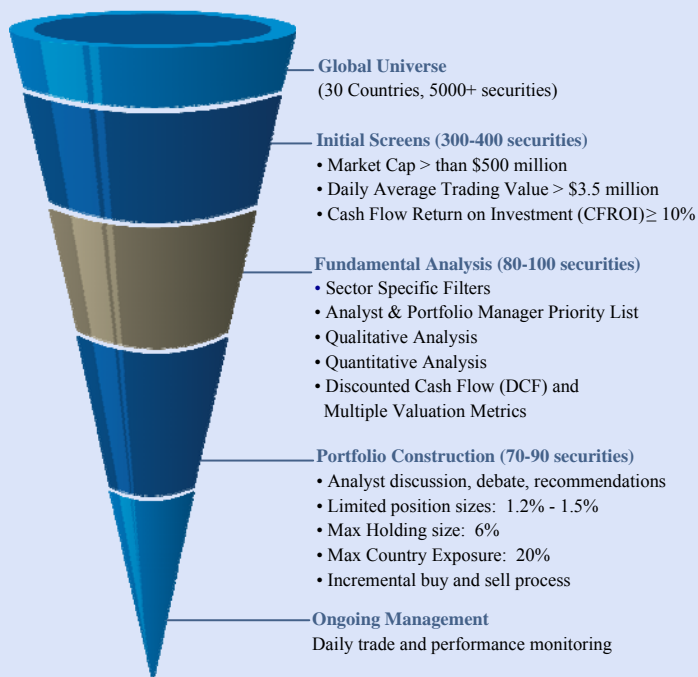 Global Universe
(30 Countries, 5000+ securities)
Initial Screens (300-400 securities)
• Market Cap > than $500 million
• Daily Average Trading Value > $3.5 million
• Cash Flow Return on Investment (CFROI) ≥ 10%
Fundamental Analysis (80-100 securities)
• Sector Specific Filters
• Analyst & Portfolio Manager Priority List
• Qualitative Analysis
• Quantitative Analysis
• Discounted Cash Flow (DCF) and
Multiple Valuation Metrics
Portfolio Construction (70-90 securities)
• Analyst discussion, debate, recommendations
• Limited position sizes: 1.2% - 1.5%
• Max Holding size: 6%
• Max Country Exposure: 20%
• Incremental buy and sell process
Ongoing Management
Daily trade and performance monitoring